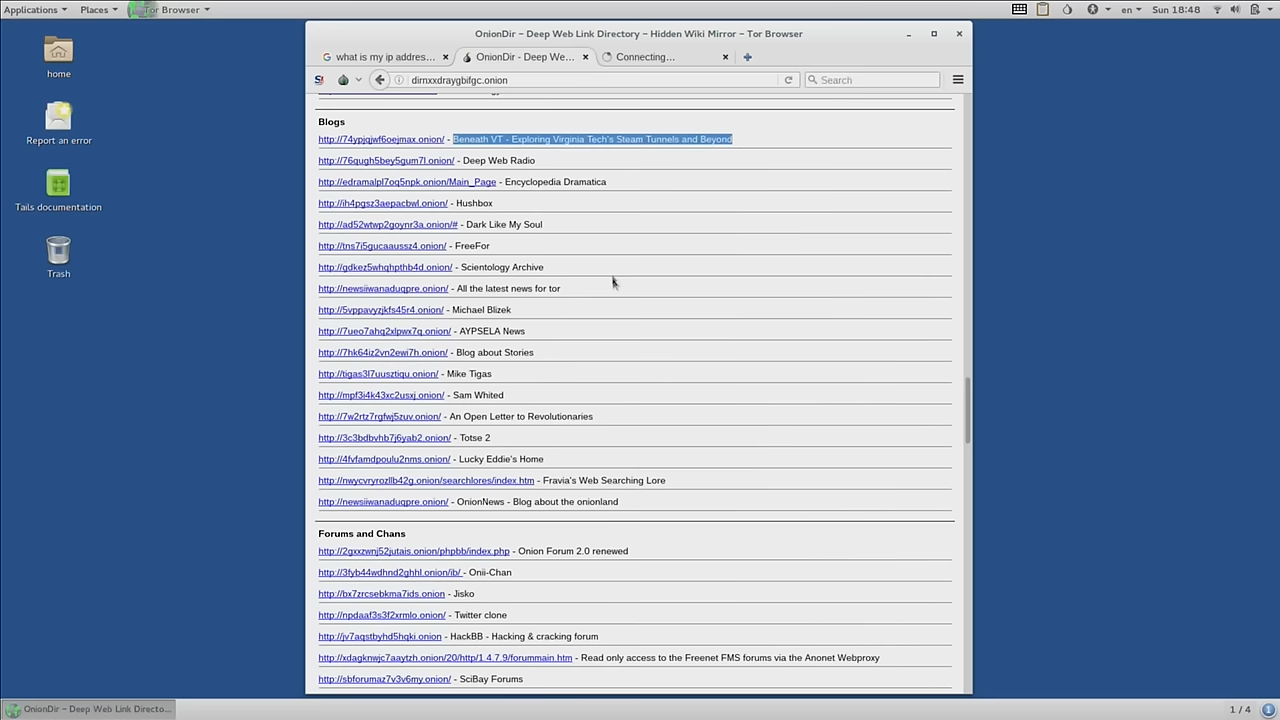 Applications Places Tor Browser en Sun 18:48
home
Report an error
Tails documentation
Trash
OnionDir – Deep Web Link Directory – Hidden Wiki Mirror – Tor Browser
what is my ip addres... OnionDir - Deep We... Connecting...
dirnxxdraygbifgc.onion Search
Blogs
http://74ypjqjwf6oejmax.onion/ - Beneath VT - Exploring Virginia Tech's Steam Tunnels and Beyond
http://76qugh5bey5gum7l.onion/ - Deep Web Radio
http://edramalpl7oq5npk.onion/Main_Page - Encyclopedia Dramatica
http://ih4pgsz3aepacbwl.onion/ - Hushbox
http://ad52wtwp2goynr3a.onion/# - Dark Like My Soul
http://tns7i5gucaaussz4.onion/ - FreeFor
http://gdkez5whqhpthb4d.onion/ - Scientology Archive
http://newsiiwanaduqpre.onion/ - All the latest news for tor
http://5vppavyzjkfs45r4.onion/ - Michael Blizek
http://7ueo7ahq2xlpwx7q.onion/ - AYPSELA News
http://7hk64iz2vn2ewi7h.onion/ - Blog about Stories
http://tigas3l7uusztiqu.onion/ - Mike Tigas
http://mpf3i4k43xc2usxj.onion/ - Sam Whited
http://7w2rtz7rgfwj5zuv.onion/ - An Open Letter to Revolutionaries
http://3c3bdbvhb7j6yab2.onion/ - Totse 2
http://4fvfamdpoulu2nms.onion/ - Lucky Eddie's Home
http://nwycvryrozllb42g.onion/searchlores/index.htm - Fravia's Web Searching Lore
http://newsiiwanaduqpre.onion/ - OnionNews - Blog about the onionland
Forums and Chans
http://2gxxzwnj52jutais.onion/phpbb/index.php - Onion Forum 2.0 renewed
http://3fyb44wdhnd2ghhl.onion/ib/ - Onii-Chan
http://bx7zrcsebkma7ids.onion - Jisko
http://npdaaf3s3f2xrmlo.onion/ - Twitter clone
http://jv7aqstbyhd5hqki.onion - HackBB - Hacking & cracking forum
http://xdagknwjc7aaytzh.onion/20/http/1.4.7.9/forummain.htm - Read only access to the Freenet FMS forums via the Anonet Webproxy
http://sbforumaz7v3v6my.onion/ - SciBay Forums
OnionDir – Deep Web Link Directo... 1 / 4